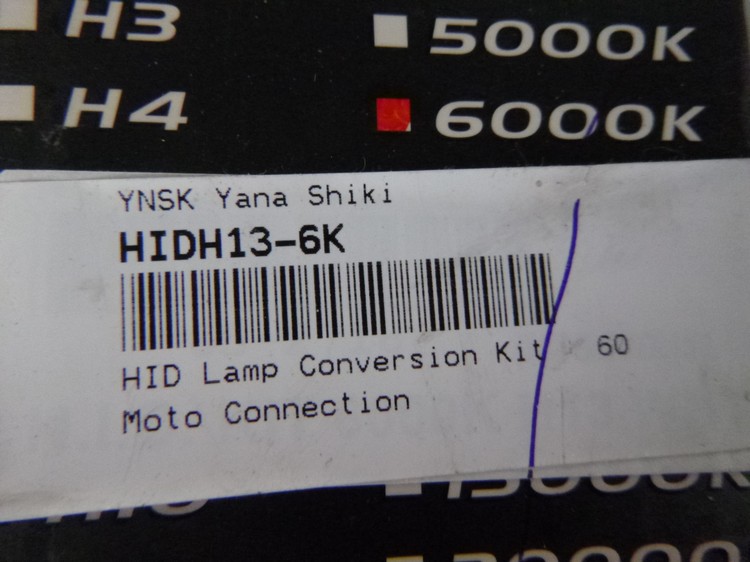 H3
5000K
H4
6000K
YNSK Yana Shiki
HIDH13-6K
HID Lamp Conversion Kit 60
Moto Connection